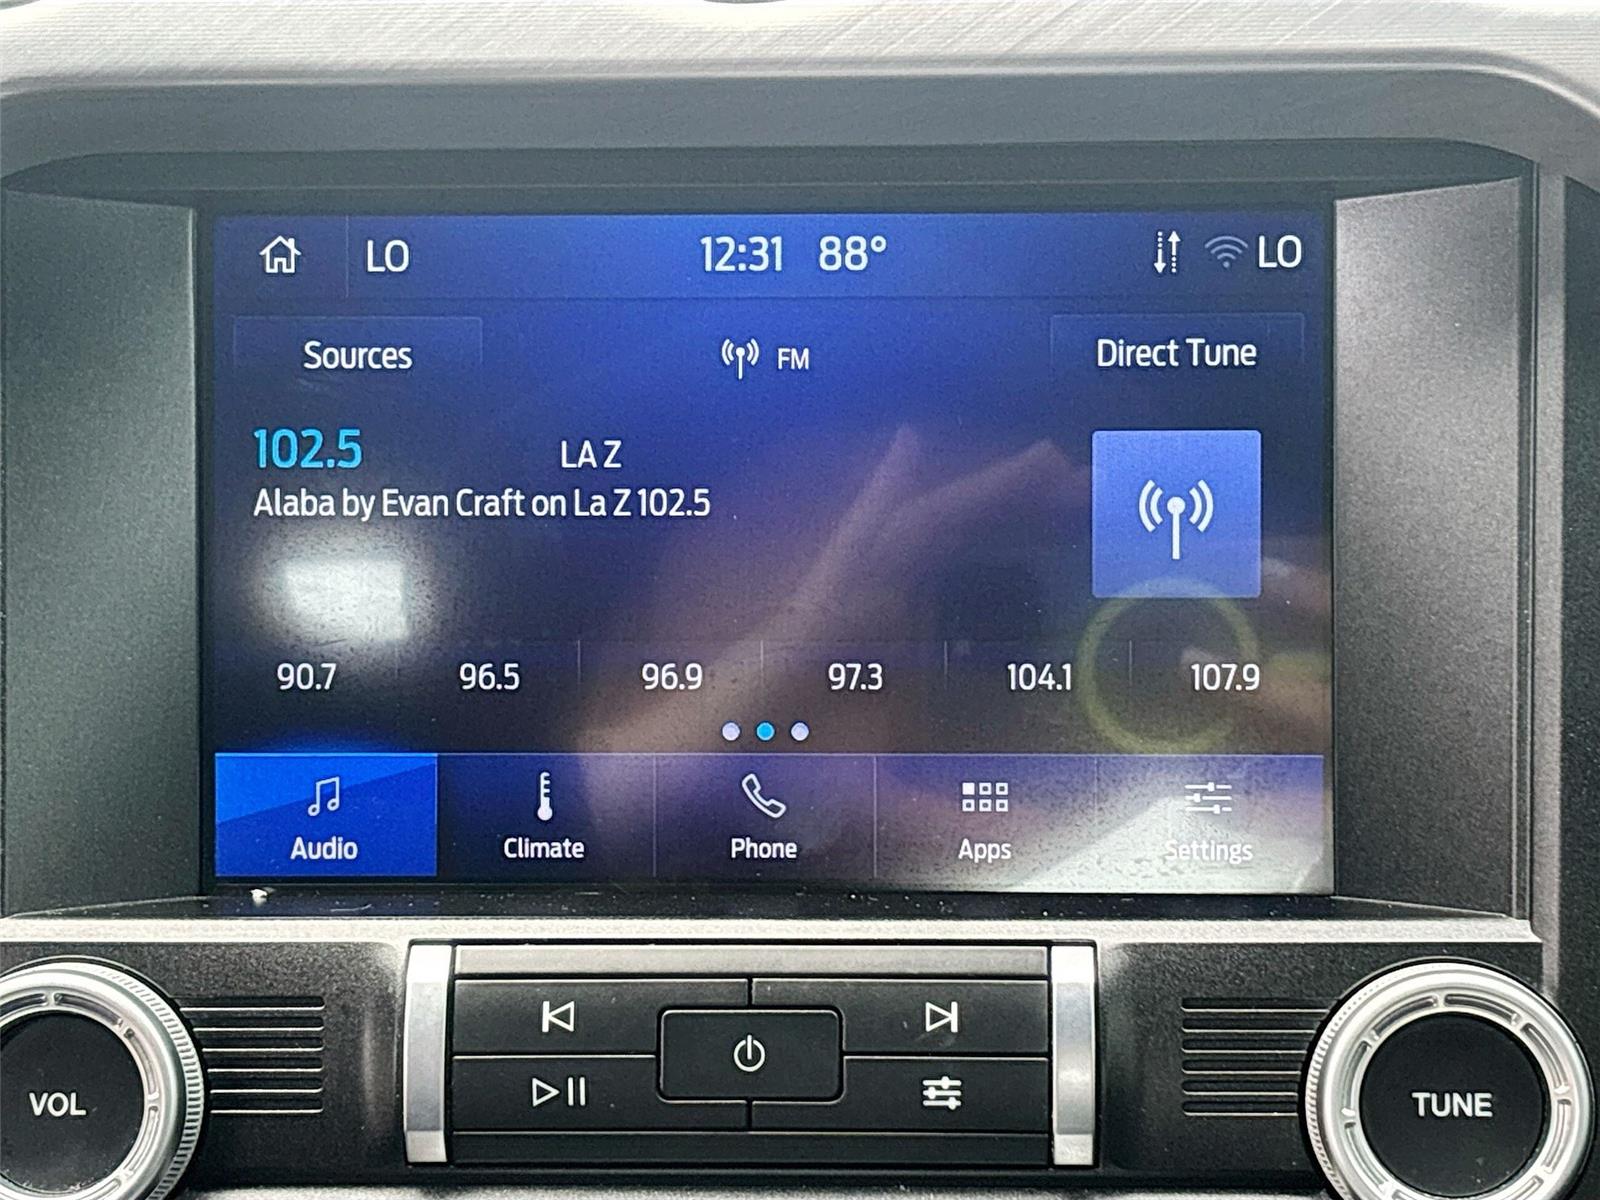 LO 12:31 88° LO
Sources FM Direct Tune
102.5 LA Z
Alaba by Evan Craft on La Z 102.5
90.7 96.5 96.9 97.3 104.1 107.9
Audio Climate Phone Apps Settings
VOL TUNE